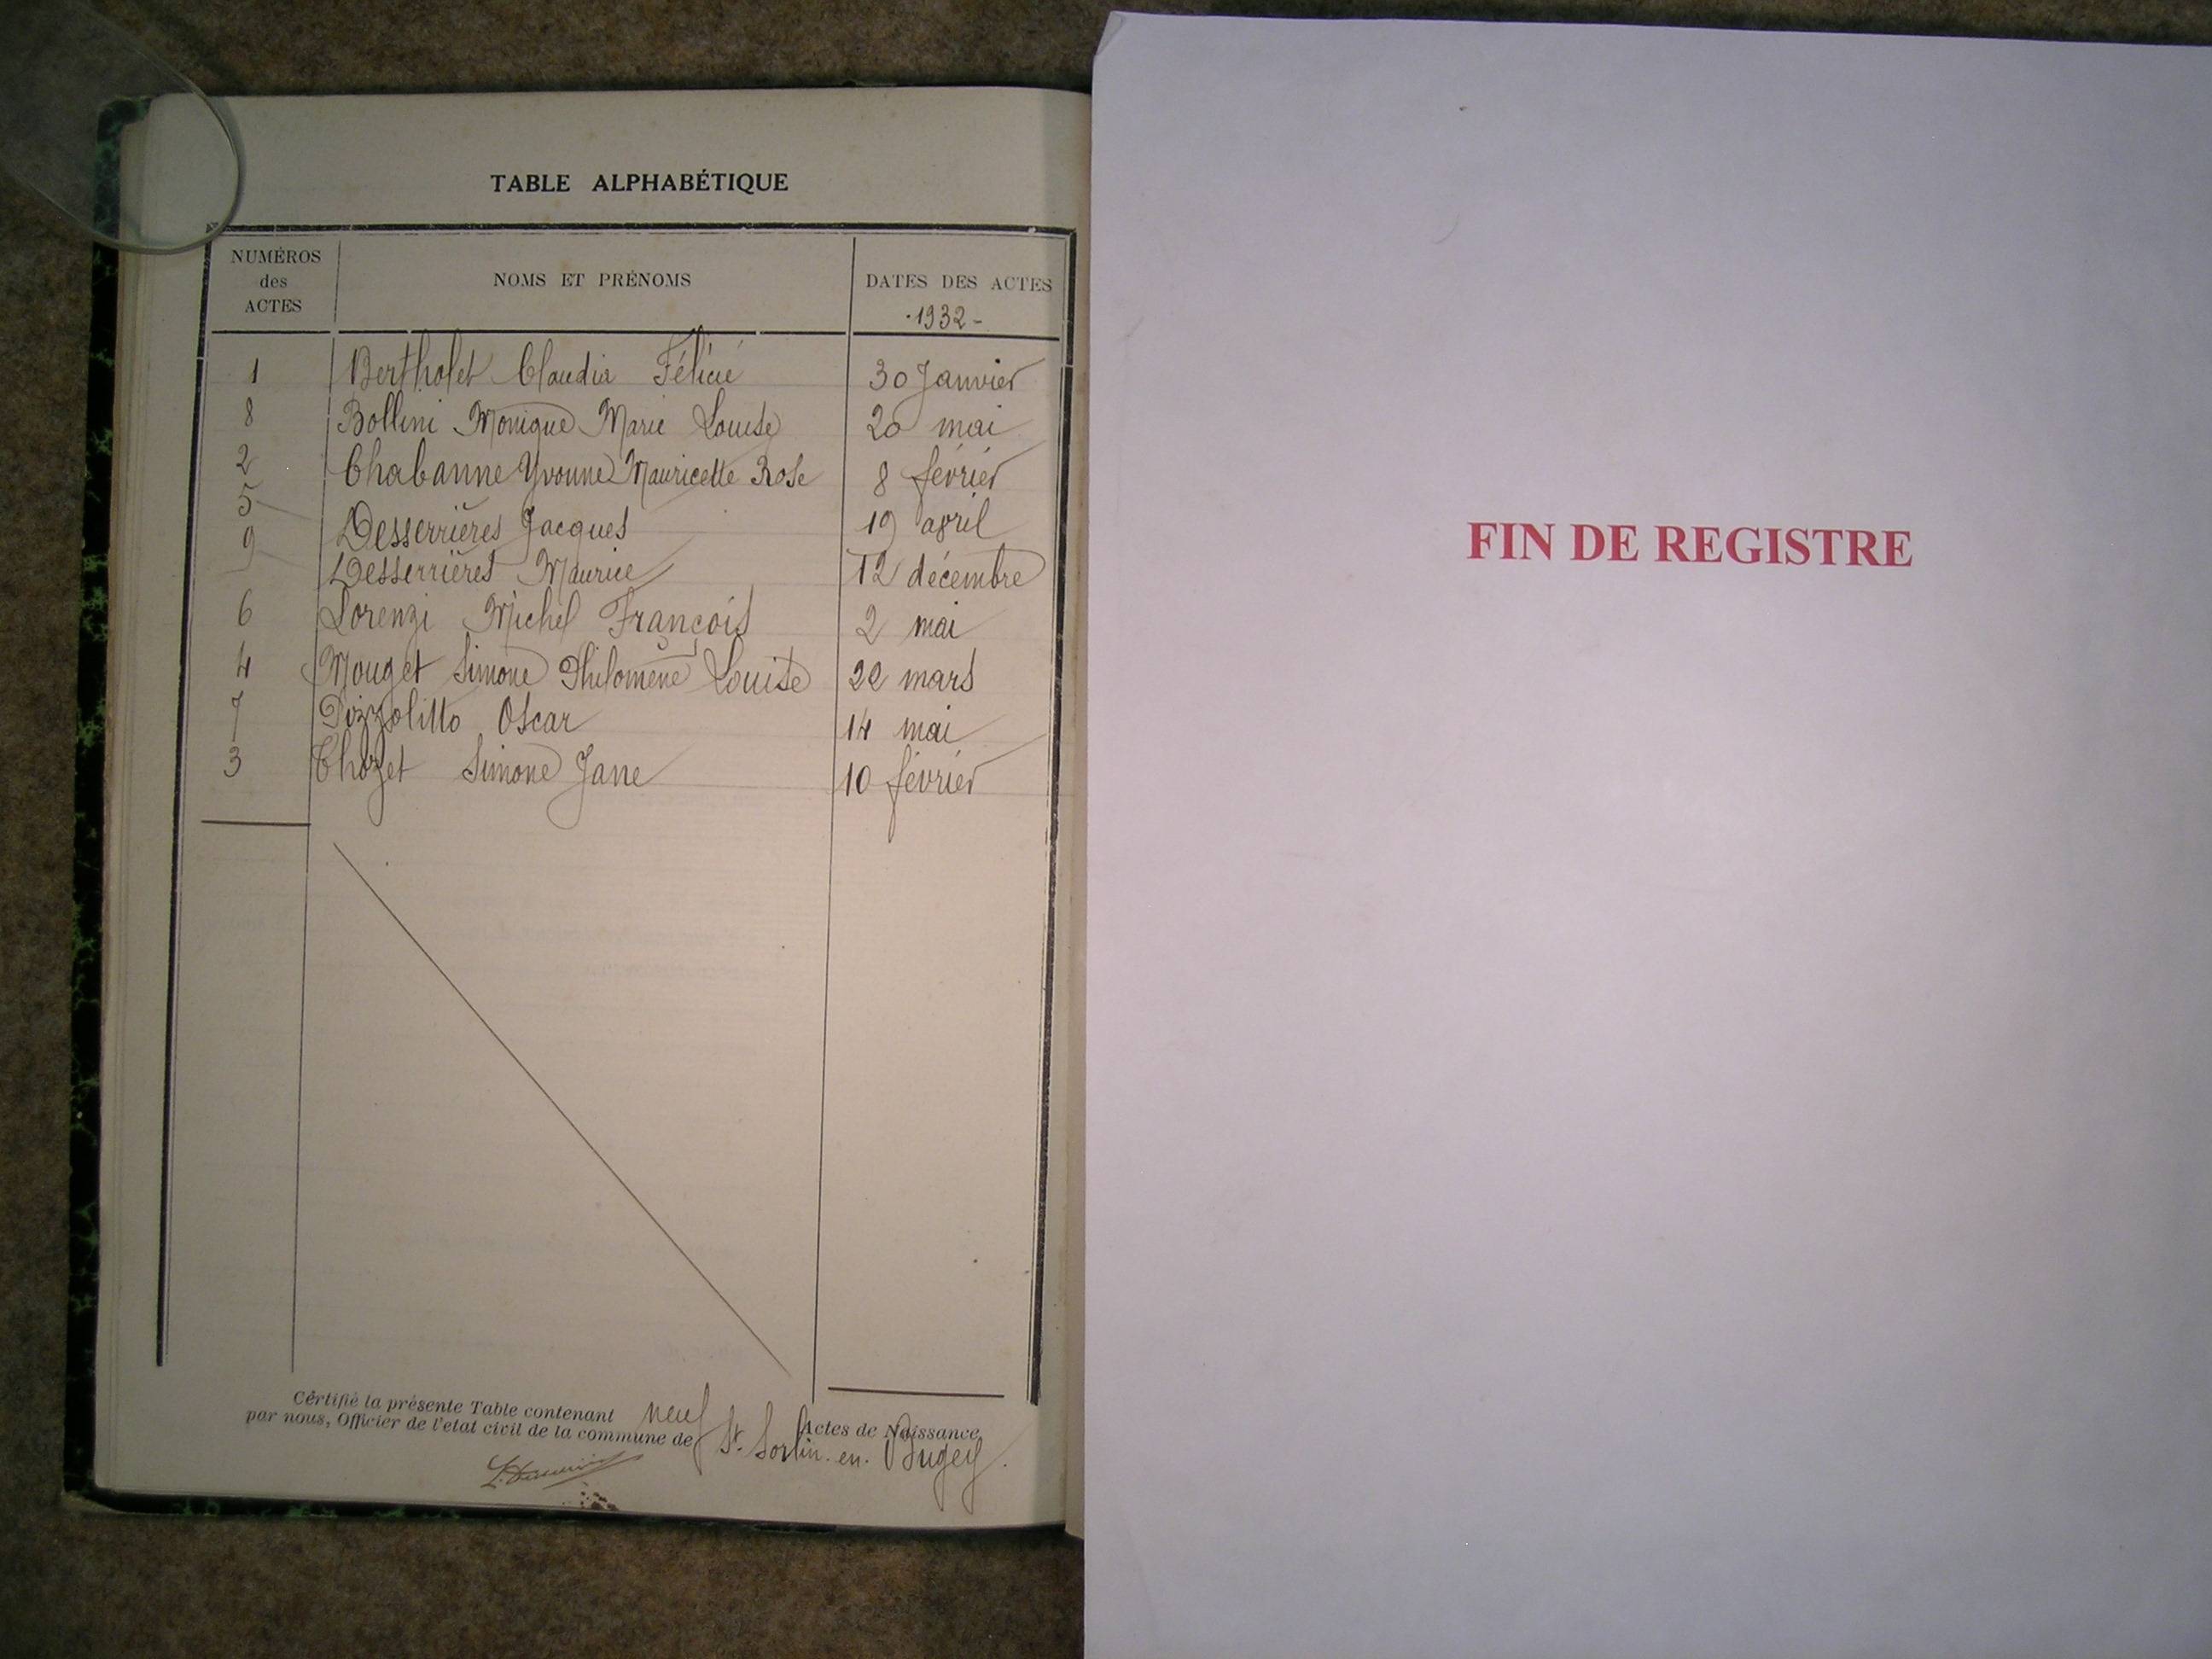 TABLE ALPHABÉTIQUE
NUMÉROS des ACTES NOMS ET PRÉNOMS DATES DES ACTES
-1932-
1 Bertholet Claudia Félicie 30 Janvier
8 Bollini Monique Marie Louise 20 mai
2 Chabanne Yvonne Mauricette Rose 8 février
5 Desserrières Jacques 19 avril
9 Desserrières Maurice 12 décembre
6 Lorenzi Michel François 2 mai
4 Mouget Simone Philomène Louise 22 mars
7 Pizzolitto Oscar 14 mai
3 Thozet Simone Jane 10 février
Certifié la présente Table contenant neuf Actes de Naissance,
par nous, Officier de l'etat civil de la commune de St. Sorlin-en-Bugey.
FIN DE REGISTRE